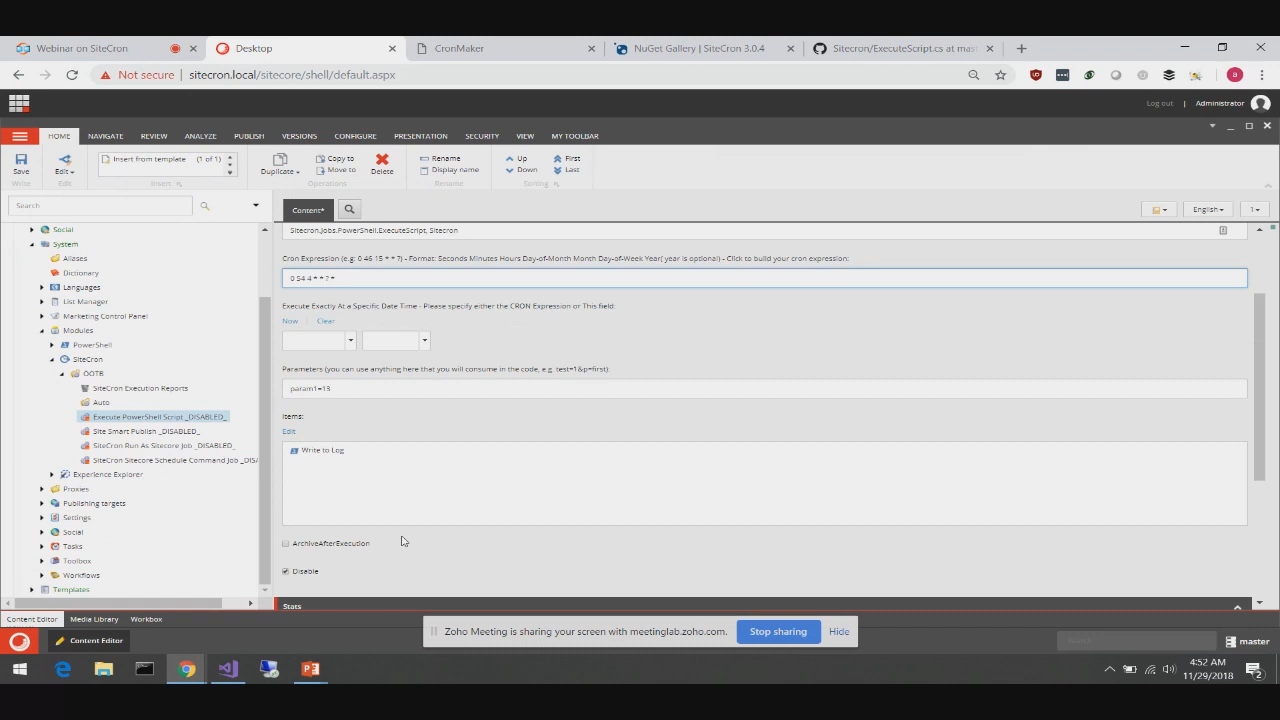 Webinar on SiteCron
Desktop
CronMaker
NuGet Gallery | SiteCron 3.0.4
Sitecron/ExecuteScript.cs at mas
Not secure | sitecron.local/sitecore/shell/default.aspx
Log out | Administrator
HOME NAVIGATE REVIEW ANALYZE PUBLISH VERSIONS CONFIGURE PRESENTATION SECURITY VIEW MY TOOLBAR
Insert from template (1 of 1)
Copy to
Rename
Up
First
Save
Edit
Duplicate
Move to
Delete
Display name
Down
Last
Write
Edit
Insert
Operations
Rename
Sorting
Search
Content*
English
1
Social
System
Aliases
Dictionary
Languages
List Manager
Marketing Control Panel
Modules
PowerShell
SiteCron
OOTB
SiteCron Execution Reports
Auto
Execute PowerShell Script _DISABLED_
Site Smart Publish _DISABLED_
SiteCron Run As Sitecore Job _DISABLED_
SiteCron Sitecore Schedule Command Job _DISA
Experience Explorer
Proxies
Publishing targets
Settings
Social
Tasks
Toolbox
Workflows
Templates
Sitecron.Jobs.PowerShell.ExecuteScript, Sitecron
Cron Expression (e.g: 0 46 15 * * ?) - Format: Seconds Minutes Hours Day-of-Month Month Day-of-Week Year( year is optional) - Click to build your cron expression:
0 54 4 * * ? *
Execute Exactly At a Specific Date Time - Please specify either the CRON Expression or This field:
Now | Clear
Parameters (you can use anything here that you will consume in the code, e.g. test=1&p=first):
param1=13
Items:
Edit
Write to Log
ArchiveAfterExecution
Disable
Stats
Content Editor Media Library Workbox
Zoho Meeting is sharing your screen with meetinglab.zoho.com. Stop sharing Hide
Content Editor
Search
master
4:52 AM
11/29/2018
2